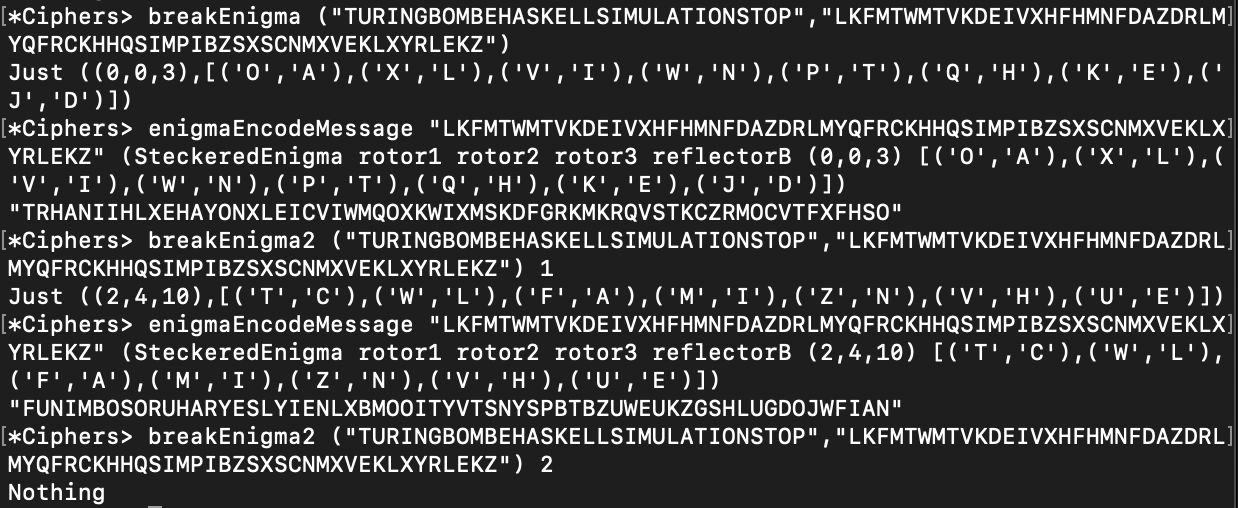 [*Ciphers> breakEnigma ("TURINGBOMBEHASKELLSIMULATIONSTOP","LKFMTWMTVKDEIVXHFHMNFDAZDRLM]
YQFRCKHHQSIMPIBZSXSCNMXVEKLXYRLEKZ")
Just ((0,0,3),[('O','A'),('X','L'),('V','I'),('W','N'),('P','T'),('Q','H'),('K','E'),('
J','D')])
[*Ciphers> enigmaEncodeMessage "LKFMTWMTVKDEIVXHFHMNFDAZDRLMYQFRCKHHQSIMPIBZSXSCNMXVEKLX]
YRLEKZ" (SteckeredEnigma rotor1 rotor2 rotor3 reflectorB (0,0,3) [('O','A'),('X','L'),(
'V','I'),('W','N'),('P','T'),('Q','H'),('K','E'),('J','D')])
"TRHANIIHLXEHAYONXLEICVIWMQOXKWIXMSKDFGRKMKRQVSTKCZRMOCVTFXFHSO"
[*Ciphers> breakEnigma2 ("TURINGBOMBEHASKELLSIMULATIONSTOP","LKFMTWMTVKDEIVXHFHMNFDAZDRL]
MYQFRCKHHQSIMPIBZSXSCNMXVEKLXYRLEKZ") 1
Just ((2,4,10),[('T','C'),('W','L'),('F','A'),('M','I'),('Z','N'),('V','H'),('U','E')])
[*Ciphers> enigmaEncodeMessage "LKFMTWMTVKDEIVXHFHMNFDAZDRLMYQFRCKHHQSIMPIBZSXSCNMXVEKLX]
YRLEKZ" (SteckeredEnigma rotor1 rotor2 rotor3 reflectorB (2,4,10) [('T','C'),('W','L'),
('F','A'),('M','I'),('Z','N'),('V','H'),('U','E')])
"FUNIMBOSORUHARYESLYIENLXBMOOITYVTSNYSPBTBZUWEUKZGSHLUGDOJWFIAN"
[*Ciphers> breakEnigma2 ("TURINGBOMBEHASKELLSIMULATIONSTOP","LKFMTWMTVKDEIVXHFHMNFDAZDRL]
MYQFRCKHHQSIMPIBZSXSCNMXVEKLXYRLEKZ") 2
Nothing